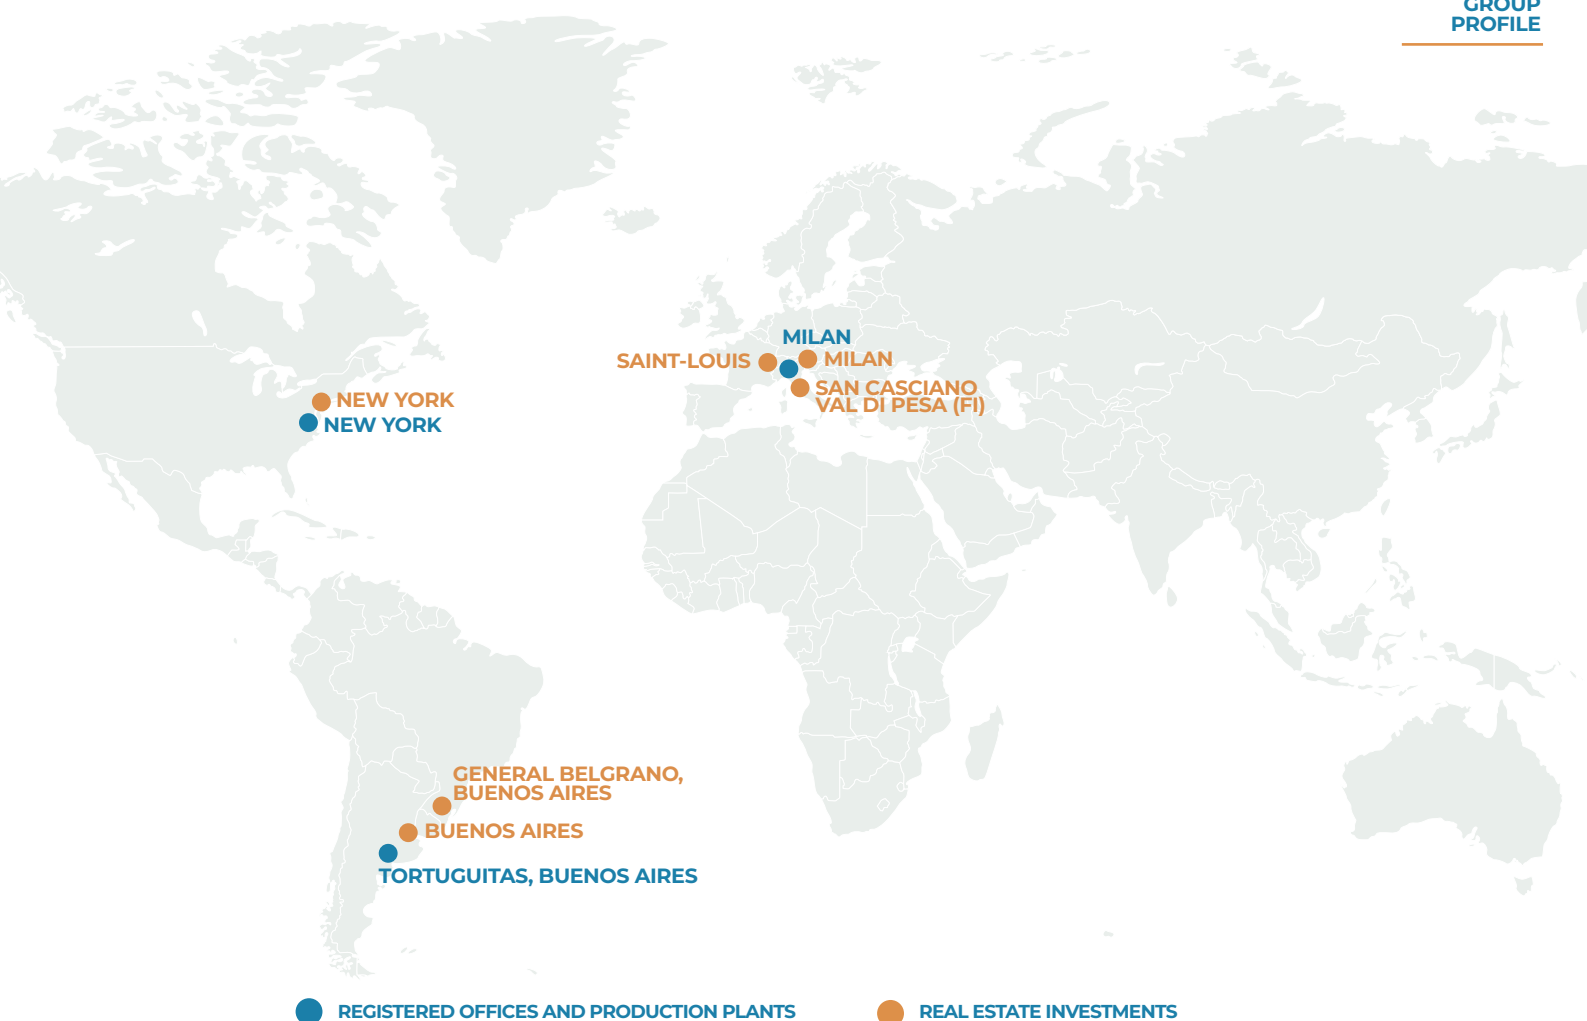 GROUP
PROFILE
MILAN
SAINT-LOUIS
MILAN
SAN CASCIANO
VAL DI PESA (FI)
NEW YORK
NEW YORK
GENERAL BELGRANO,
BUENOS AIRES
BUENOS AIRES
TORTUGUITAS, BUENOS AIRES
REGISTERED OFFICES AND PRODUCTION PLANTS
REAL ESTATE INVESTMENTS